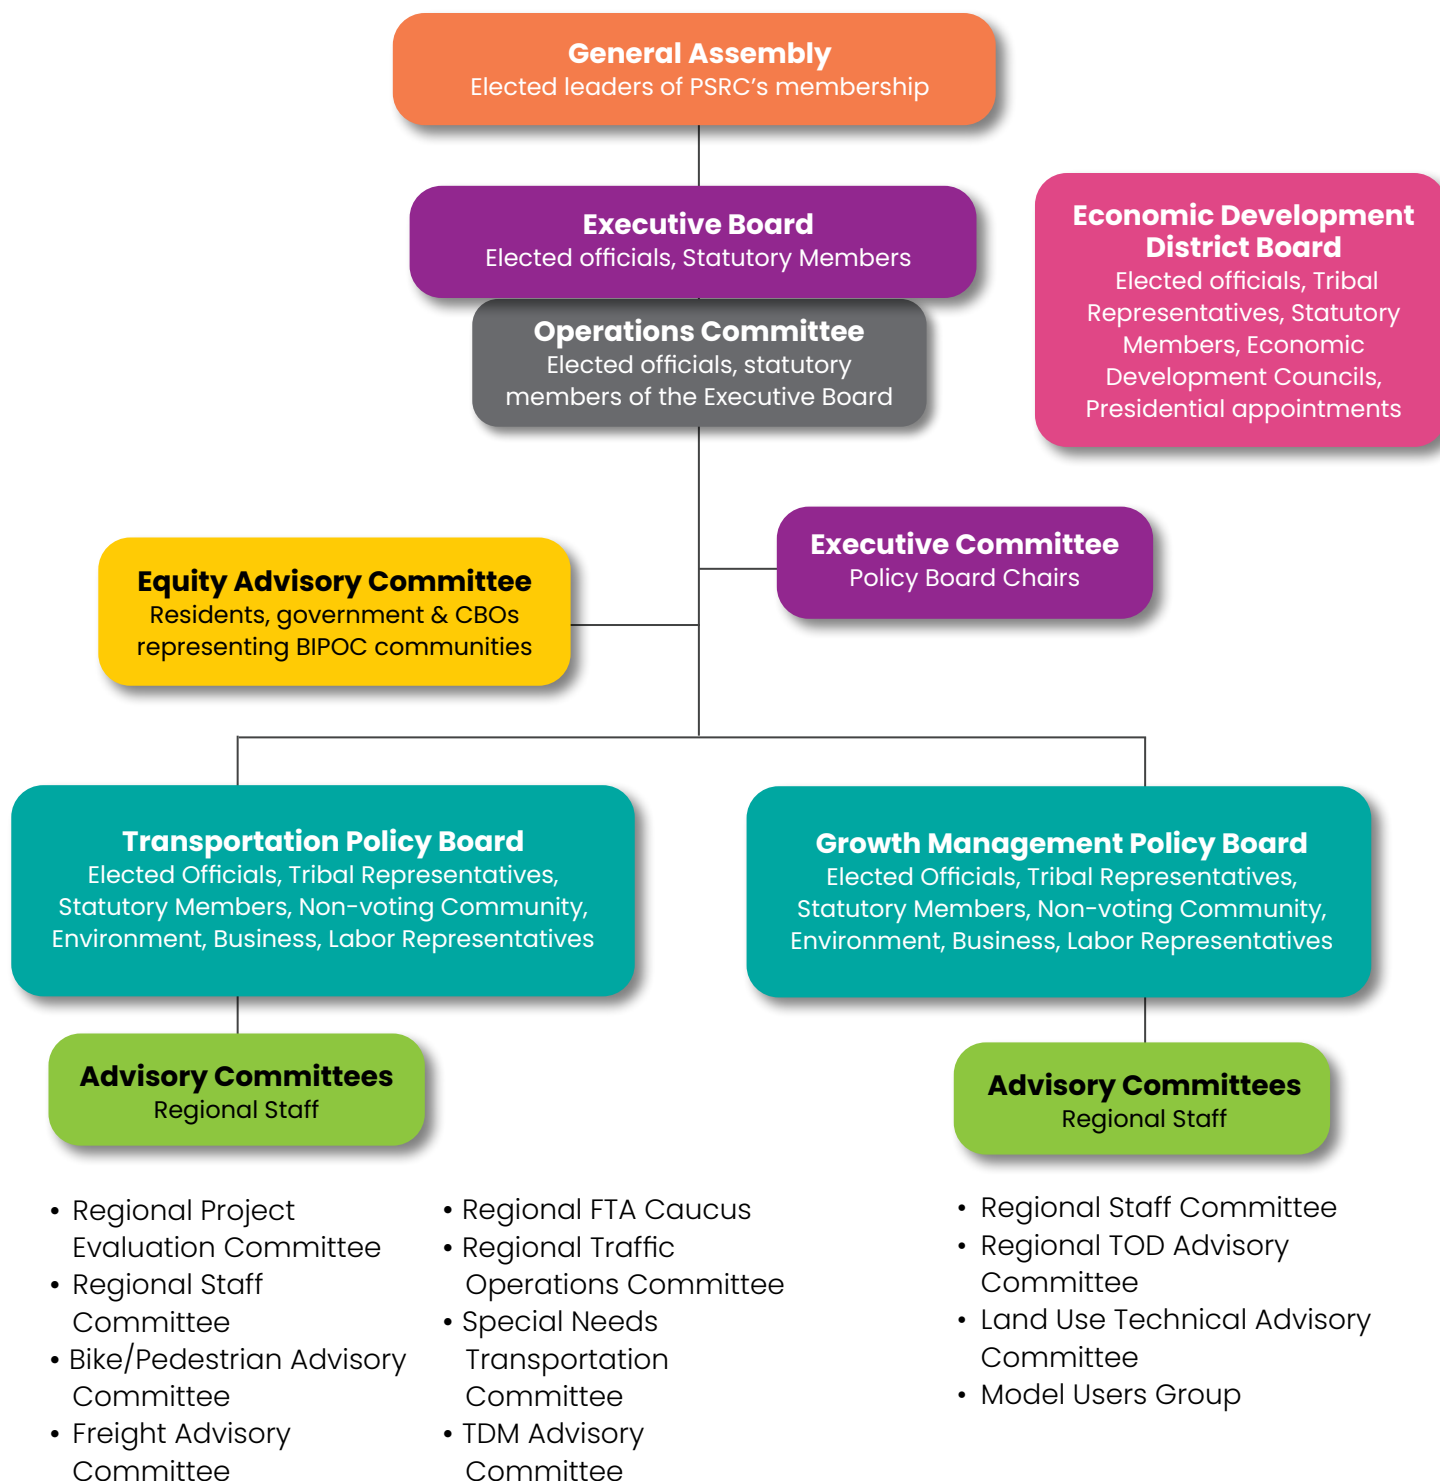 General Assembly
Elected leaders of PSRC's membership
Executive Board
Elected officials, Statutory Members
Operations Committee
Elected officials, statutory
members of the Executive Board
Economic Development
District Board
Elected officials, Tribal
Representatives, Statutory
Members, Economic
Development Councils,
Presidential appointments
Executive Committee
Policy Board Chairs
Equity Advisory Committee
Residents, government & CBOs
representing BIPOC communities
Transportation Policy Board
Elected Officials, Tribal Representatives,
Statutory Members, Non-voting Community,
Environment, Business, Labor Representatives
Growth Management Policy Board
Elected Officials, Tribal Representatives,
Statutory Members, Non-voting Community,
Environment, Business, Labor Representatives
Advisory Committees
Regional Staff
• Regional Project
Evaluation Committee
• Regional Staff
Committee
• Bike/Pedestrian Advisory
Committee
• Freight Advisory
Committee
• Regional FTA Caucus
• Regional Traffic
Operations Committee
• Special Needs
Transportation
Committee
• TDM Advisory
Committee
Advisory Committees
Regional Staff
• Regional Staff Committee
• Regional TOD Advisory
Committee
• Land Use Technical Advisory
Committee
• Model Users Group